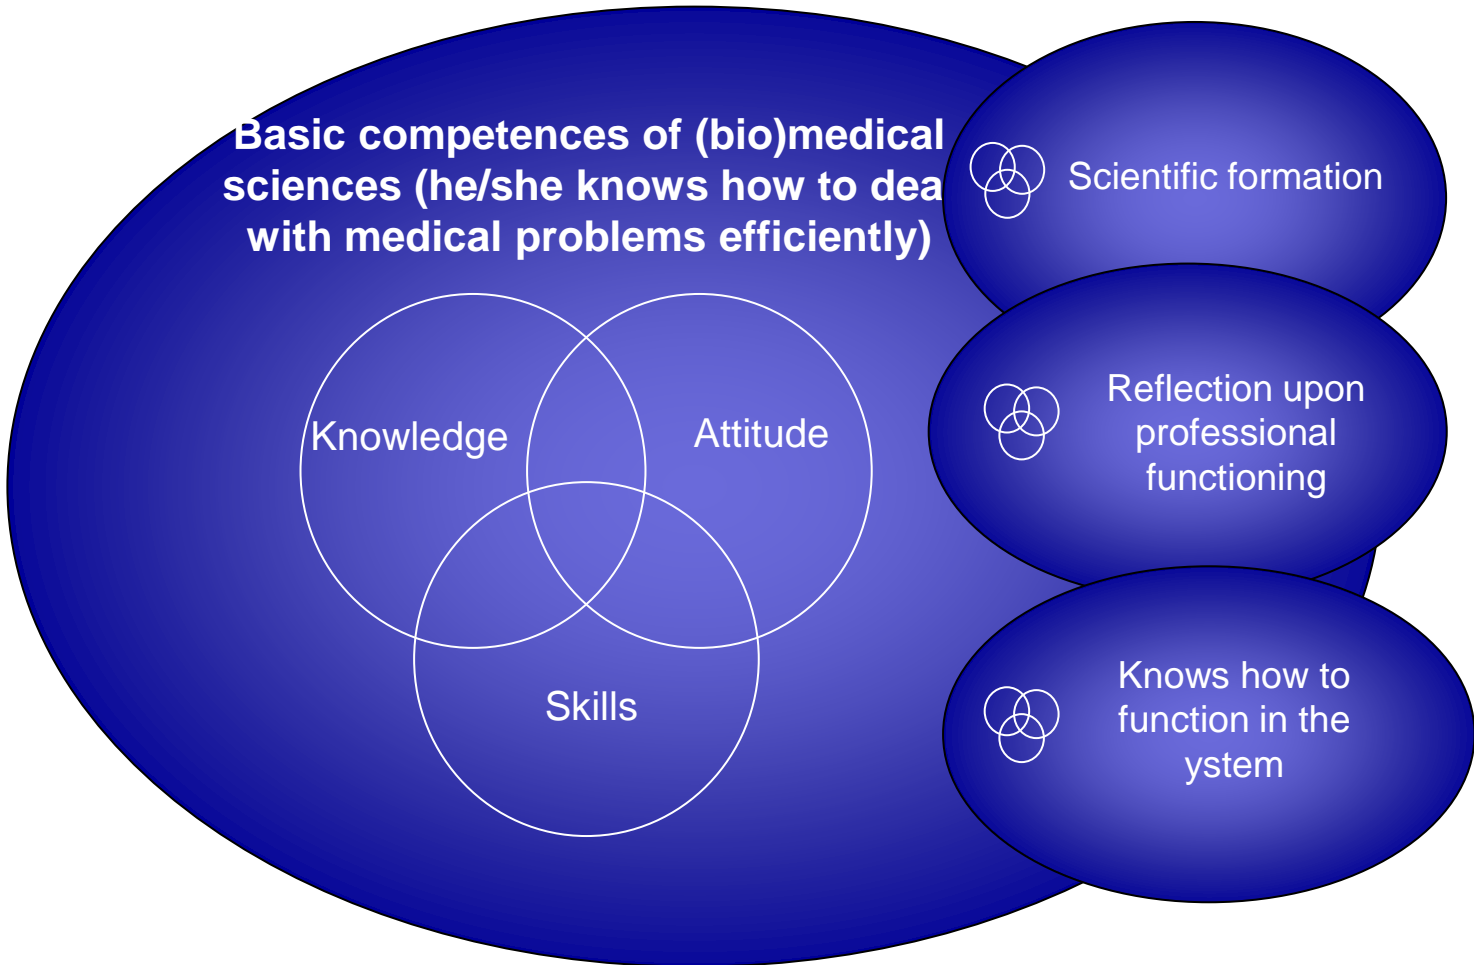 Basic competences of (bio)medical
sciences (he/she knows how to dea
with medical problems efficiently)
Scientific formation
Knowledge
Attitude
Skills
Reflection upon
professional
functioning
Knows how to
function in the
ystem